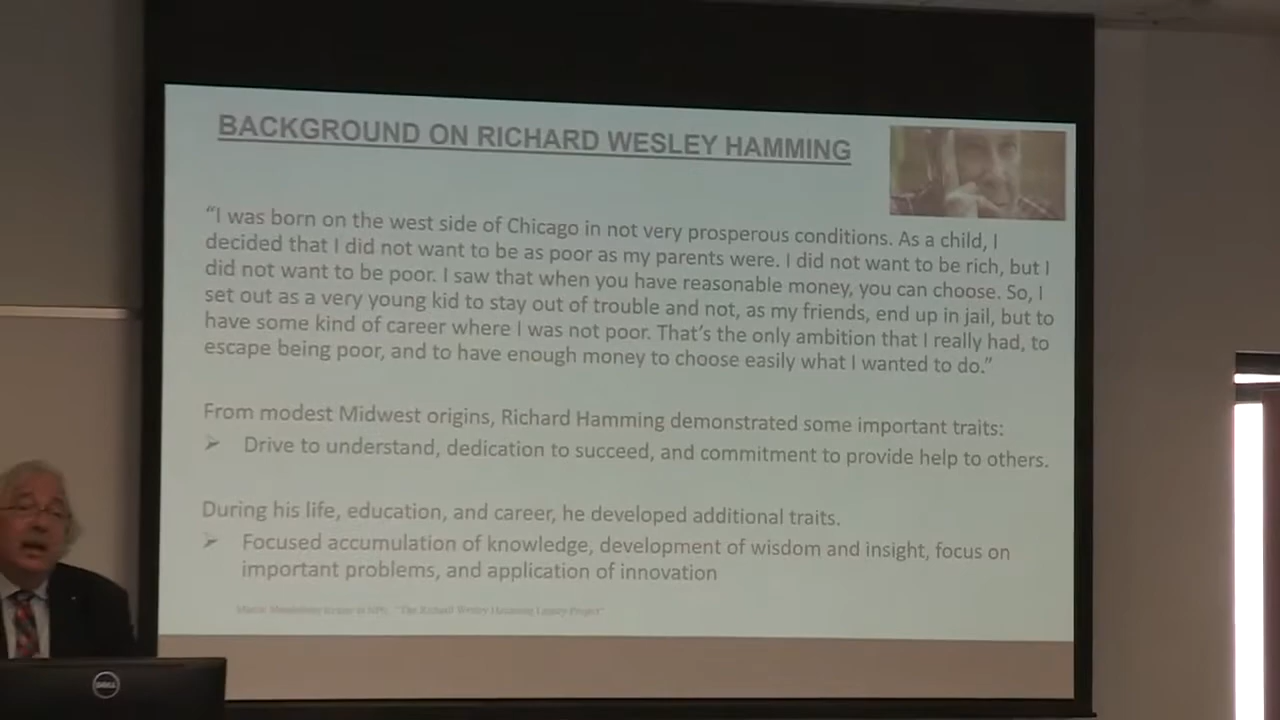 BACKGROUND ON RICHARD WESLEY HAMMING
“I was born on the west side of Chicago in not very prosperous conditions. As a child, I
decided that I did not want to be as poor as my parents were. I did not want to be rich, but I
did not want to be poor. I saw that when you have reasonable money, you can choose. So, I
set out as a very young kid to stay out of trouble and not, as my friends, end up in jail, but to
have some kind of career where I was not poor. That’s the only ambition that I really had, to
escape being poor, and to have enough money to choose easily what I wanted to do.”
From modest Midwest origins, Richard Hamming demonstrated some important traits:
➢ Drive to understand, dedication to succeed, and commitment to provide help to others.
During his life, education, and career, he developed additional traits.
➢ Focused accumulation of knowledge, development of wisdom and insight, focus on
important problems, and application of innovation
“The Richard Wesley Hamming Legacy Project”
DELL